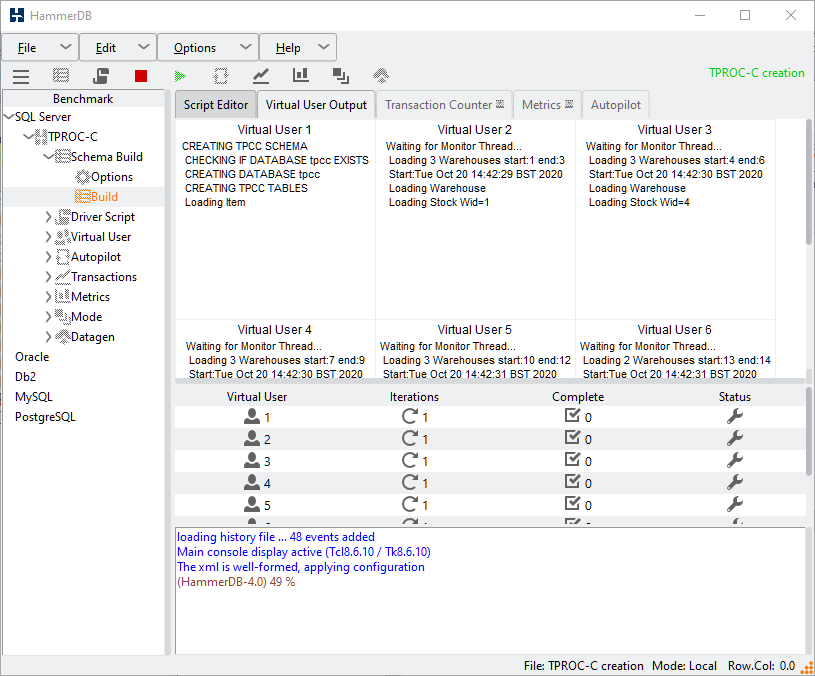 HammerDB
File Edit Options Help
TPROC-C creation
Benchmark
SQL Server
TPROC-C
Schema Build
Options
Build
Driver Script
Virtual User
Autopilot
Transactions
Metrics
Mode
Datagen
Oracle
Db2
MySQL
PostgreSQL
Script Editor Virtual User Output Transaction Counter Metrics Autopilot
Virtual User 1
CREATING TPCC SCHEMA
CHECKING IF DATABASE tpcc EXISTS
CREATING DATABASE tpcc
CREATING TPCC TABLES
Loading Item
Virtual User 2
Waiting for Monitor Thread...
Loading 3 Warehouses start:1 end:3
Start:Tue Oct 20 14:42:29 BST 2020
Loading Warehouse
Loading Stock Wid=1
Virtual User 3
Waiting for Monitor Thread...
Loading 3 Warehouses start:4 end:6
Start:Tue Oct 20 14:42:30 BST 2020
Loading Warehouse
Loading Stock Wid=4
Virtual User 4
Waiting for Monitor Thread...
Loading 3 Warehouses start:7 end:9
Start:Tue Oct 20 14:42:30 BST 2020
Virtual User 5
Waiting for Monitor Thread...
Loading 3 Warehouses start:10 end:12
Start:Tue Oct 20 14:42:31 BST 2020
Virtual User 6
Waiting for Monitor Thread...
Loading 2 Warehouses start:13 end:14
Start:Tue Oct 20 14:42:31 BST 2020
Virtual User Iterations Complete Status
1 1 0
2 1 0
3 1 0
4 1 0
5 1 0
loading history file ... 48 events added
Main console display active (Tcl8.6.10 / Tk8.6.10)
The xml is well-formed, applying configuration
(HammerDB-4.0) 49 %
File: TPROC-C creation Mode: Local Row.Col: 0.0